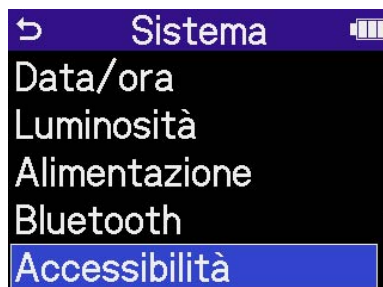 Sistema
Data/ora
Luminosità
Alimentazione
Bluetooth
Accessibilità